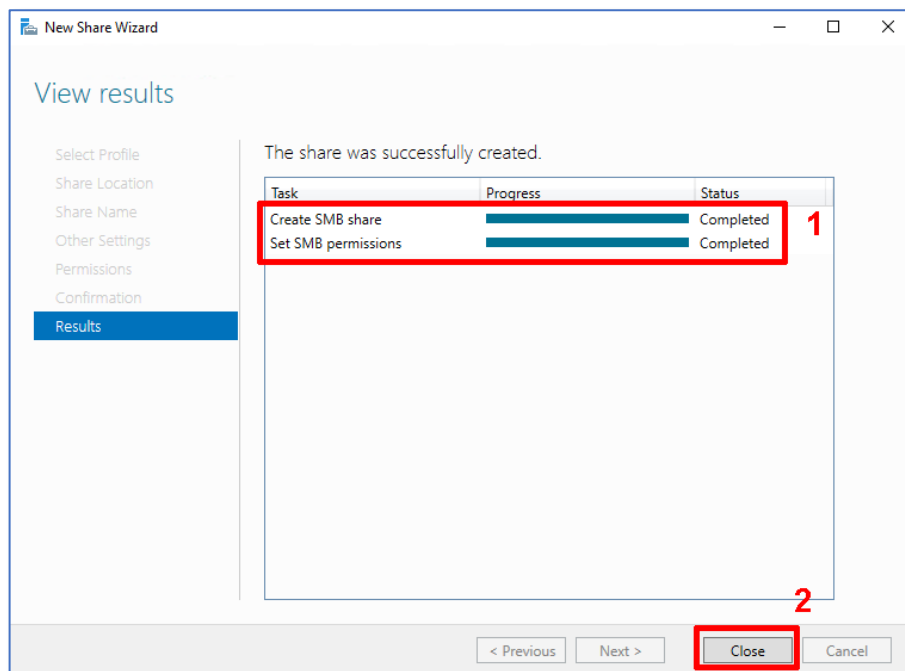 New Share Wizard
View results
Select Profile
Share Location
Share Name
Other Settings
Permissions
Confirmation
Results
The share was successfully created.
Task Progress Status
Create SMB share Completed
Set SMB permissions Completed
1
2
< Previous Next > Close Cancel